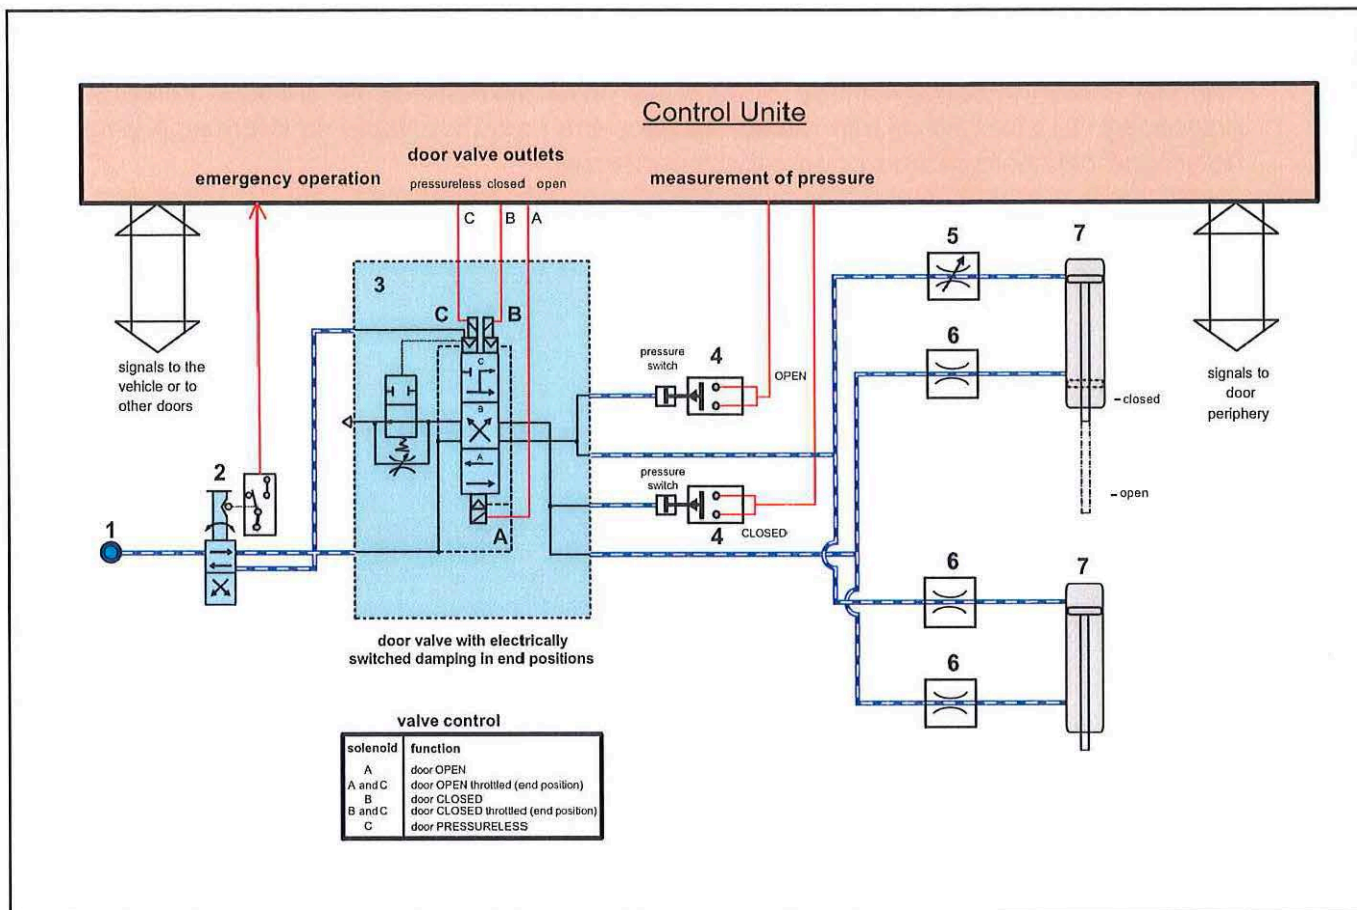 Control Unite
door valve outlets
emergency operation
pressureless closed open
measurement of pressure
C
B
A
5
7
3
C
B
6
4
pressure
switch
OPEN
signals to the
vehicle or to
other doors
signals to
door
periphery
C
closed
B
2
pressure
switch
A
open
1
A
4
CLOSED
6
7
door valve with electrically
switched damping in end positions
6
valve control
solenoid function
A door OPEN
A and C door OPEN throttled (end position)
B door CLOSED
B and C door CLOSED throttled (end position)
C door PRESSURELESS